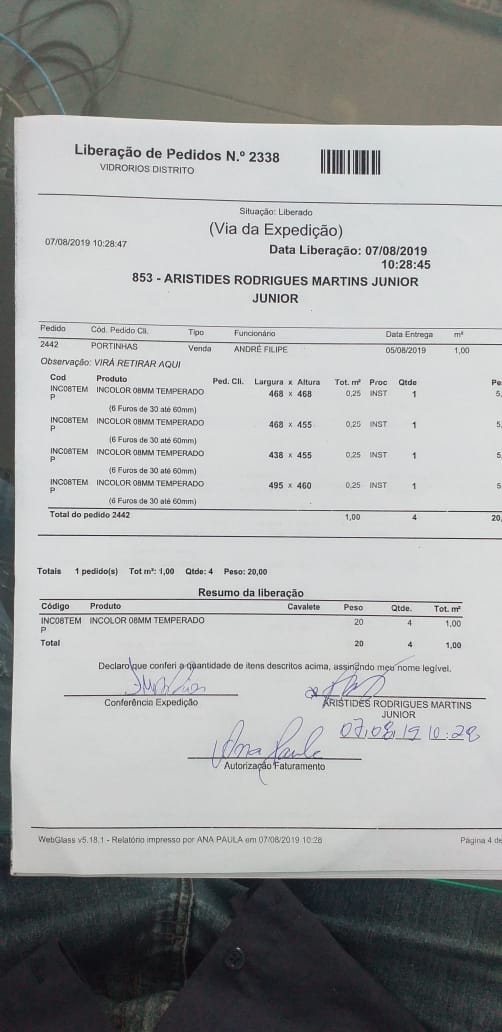 Liberação de Pedidos N.º 2338
VIDRORIOS DISTRITO
Situação: Liberado
(Via da Expedição)
07/08/2019 10:28:47
Data Liberação: 07/08/2019
10:28:45
853 - ARISTIDES RODRIGUES MARTINS JUNIOR
JUNIOR
Pedido Cód. Pedido Cli. Tipo Funcionário Data Entrega m²
2442 PORTINHAS Venda ANDRÉ FILIPE 05/08/2019 1,00
Observação: VIRÁ RETIRAR AQUI
Cod Produto Ped. Cli. Largura x Altura Tot. m² Proc Qtde Pe
INC08TEM INCOLOR 08MM TEMPERADO 468 x 468 0,25 INST 1 5,
P
(6 Furos de 30 até 60mm)
INC08TEM INCOLOR 08MM TEMPERADO 468 x 455 0,25 INST 1 5,
P
(6 Furos de 30 até 60mm)
INC08TEM INCOLOR 08MM TEMPERADO 438 x 455 0,25 INST 1 5
P
(6 Furos de 30 até 60mm)
INC08TEM INCOLOR 08MM TEMPERADO 495 x 460 0,25 INST 1 5
P
(6 Furos de 30 até 60mm)
Total do pedido 2442 1,00 4 20,
Totais 1 pedido(s) Tot m²: 1,00 Qtde: 4 Peso: 20,00
Resumo da liberação
Código Produto Cavalete Peso Qtde. Tot. m²
INC08TEM INCOLOR 08MM TEMPERADO 20 4 1,00
P
Total 20 4 1,00
Declaro que conferi a quantidade de itens descritos acima, assinando meu nome legível.
Conferência Expedição
ARISTIDES RODRIGUES MARTINS
JUNIOR
07,08,19 10:28
Ana Paula
Autorização Faturamento
WebGlass v5.18.1 - Relatório impresso por ANA PAULA em 07/08/2019 10:28
Página 4 de